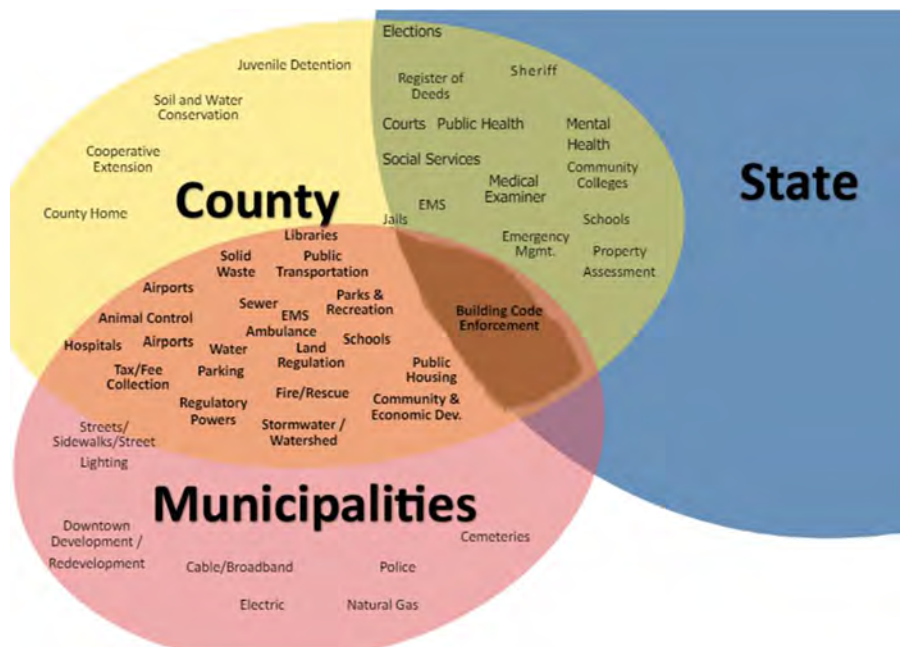 Elections
Juvenile Detention
Sheriff
Register of
Deeds
Soil and Water
Conservation
Courts Public Health
Mental
Health
Cooperative
Extension
Social Services
Community
Colleges
Medical
Examiner
State
County
County Home
EMS
Jails
Schools
Libraries
Emergency
Mgmt.
Property
Assessment
Solid
Waste
Public
Transportation
Airports
Parks &
Recreation
Sewer
EMS
Ambulance
Building Code
Enforcement
Animal Control
Hospitals
Airports
Water
Land
Regulation
Schools
Public
Housing
Tax/Fee
Collection
Parking
Fire/Rescue
Regulatory
Powers
Community &
Economic Dev.
Stormwater /
Watershed
Streets/
Sidewalks/Street
Lighting
Municipalities
Downtown
Development /
Redevelopment
Cemeteries
Cable/Broadband
Police
Electric
Natural Gas